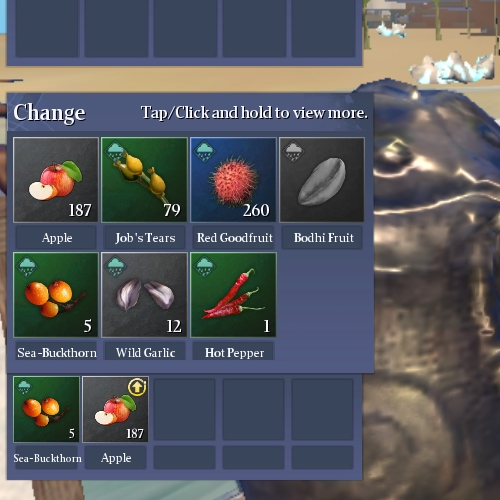 Change
Tap/Click and hold to view more.
187
79
260
Apple
Job's Tears
Red Goodfruit
Bodhi Fruit
5
12
1
Sea-Buckthorn
Wild Garlic
Hot Pepper
5
187
Sea-Buckthorn
Apple